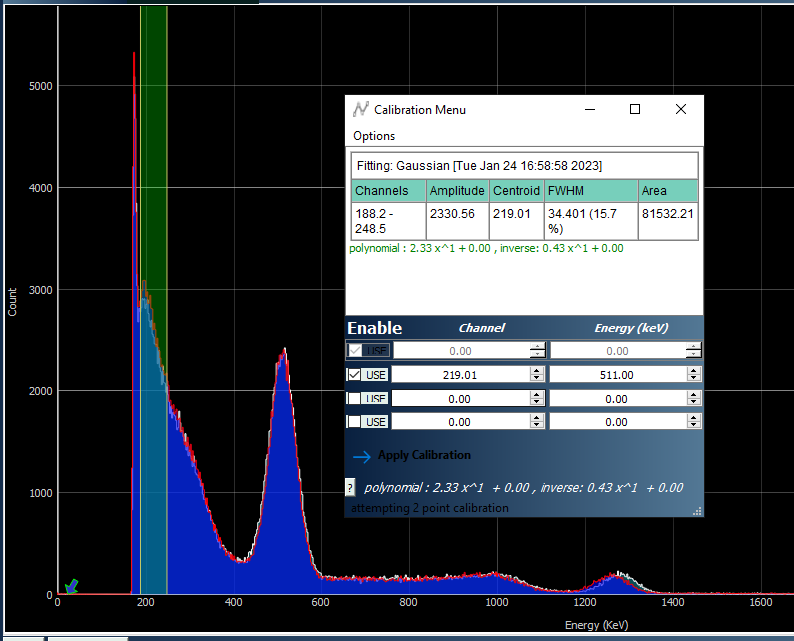 5000
4000
3000
2000
1000
0
Count
0
200
400
600
800
1000
1200
1400
1600
Energy (KeV)
Calibration Menu
Options
Fitting: Gaussian [Tue Jan 24 16:58:58 2023]
Channels Amplitude Centroid FWHM Area
188.2 - 2330.56 219.01 34.401 (15.7 81532.21
248.5 %)
polynomial : 2.33 x^1 + 0.00 , inverse: 0.43 x^1 + 0.00
Enable Channel Energy (keV)
USE 0.00 0.00
USE 219.01 511.00
USE 0.00 0.00
USE 0.00 0.00
Apply Calibration
? polynomial : 2.33 x^1 + 0.00 , inverse: 0.43 x^1 + 0.00
attempting 2 point calibration